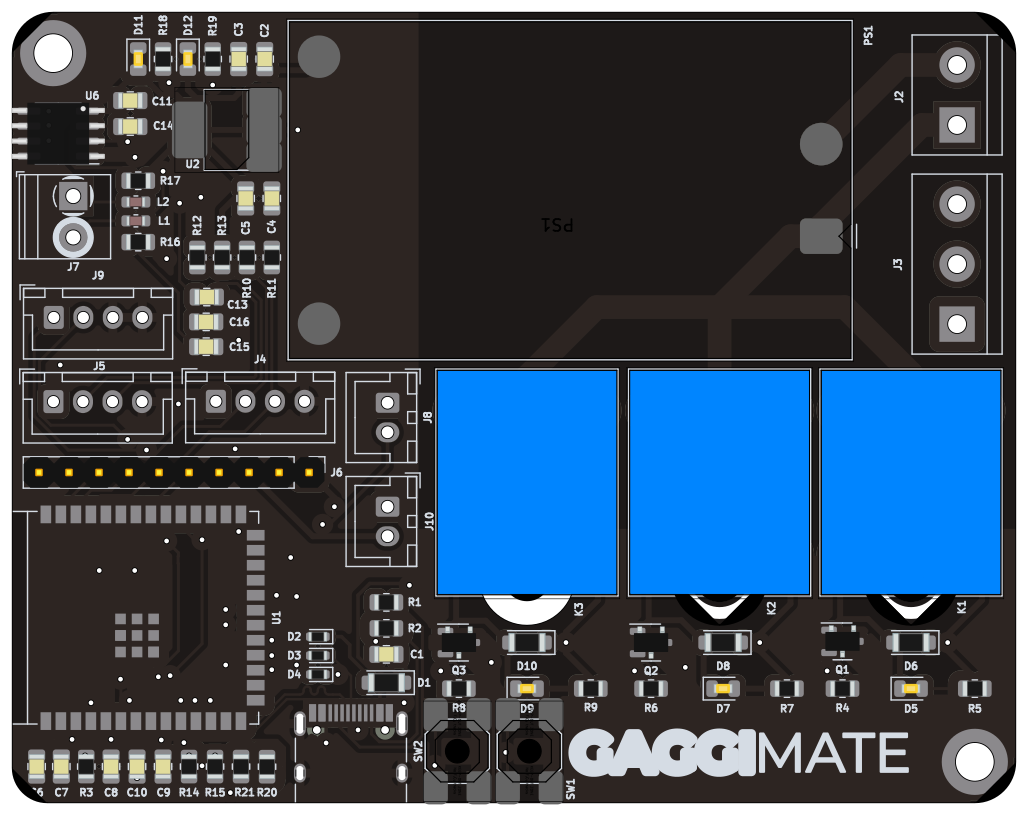 D11 R18 D12 R19 C3 C2
PS1
J2
U6
C11
C14
U2
R17
L2
L1
R16
R12 R13 C5 C4
PS1
J3
J7
J9
R10 R11
C13
C16
C15
J5
J4
J8
J6
J10
U1
R1
R2
C1
D1
D2
D3
D4
K3 K2 K1
Q3 D10 Q2 D8 Q1 D6
R8 D9 R9 R6 D7 R7 R4 D5 R5
SW2
SW1
GAGGIMATE
C6 C7 R3 C8 C10 C9 R14 R15 R21 R20